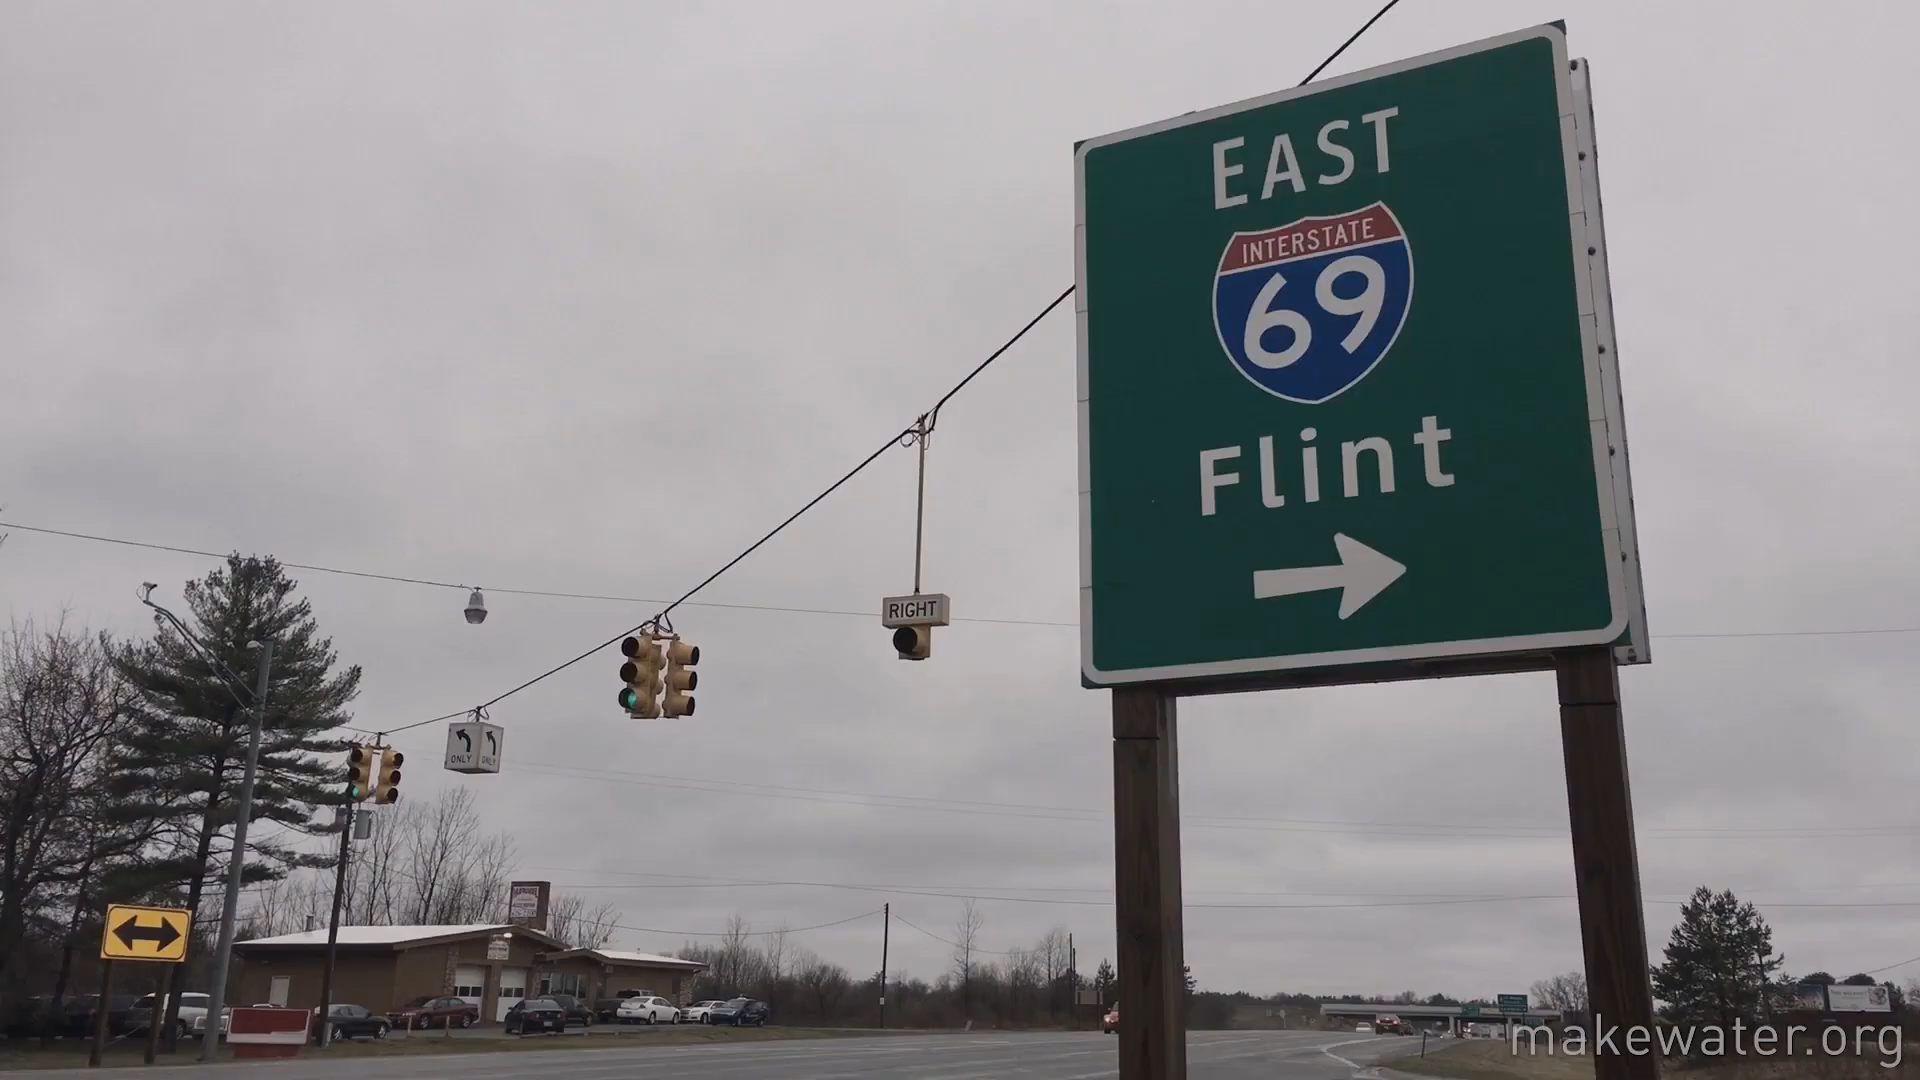 EAST
INTERSTATE
69
Flint
RIGHT
ONLY
ONLY
makewater.org